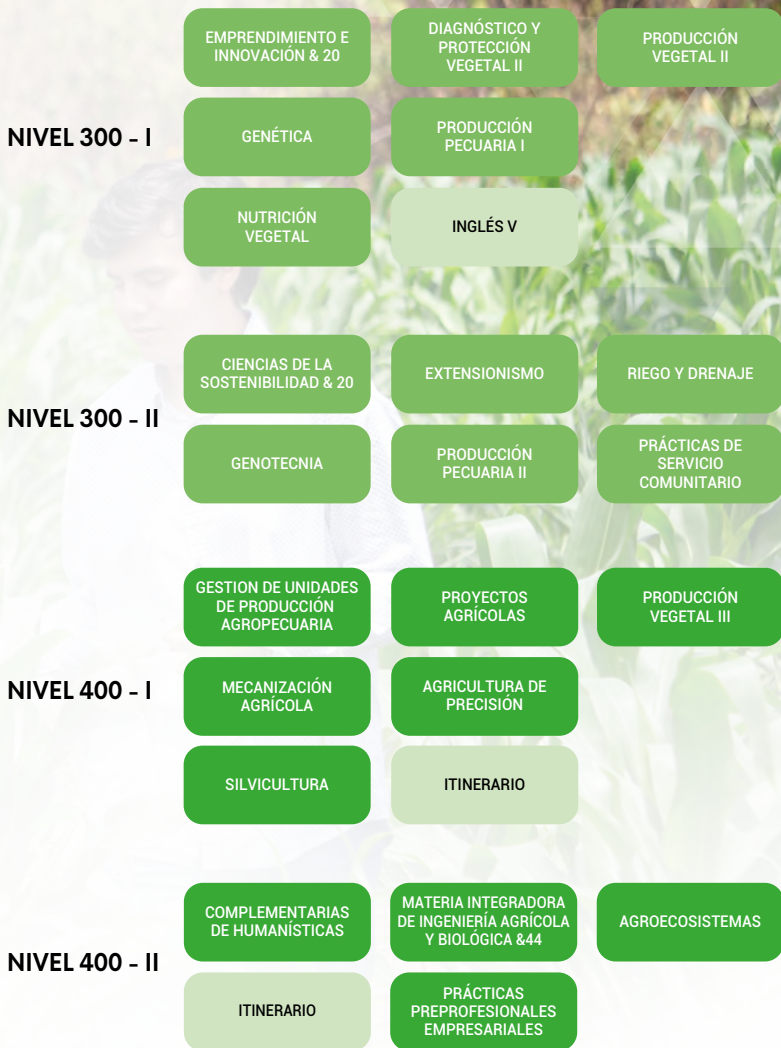 NIVEL 300 - I
EMPRENDIMIENTO E
INNOVACIÓN & 20
DIAGNÓSTICO Y
PROTECCIÓN
VEGETAL II
PRODUCCIÓN
VEGETAL II
GENÉTICA
PRODUCCIÓN
PECUARIA I
NUTRICIÓN
VEGETAL
INGLÉS V
NIVEL 300 - II
CIENCIAS DE LA
SOSTENIBILIDAD & 20
EXTENSIONISMO
RIEGO Y DRENAJE
GENOTECNIA
PRODUCCIÓN
PECUARIA II
PRÁCTICAS DE
SERVICIO
COMUNITARIO
NIVEL 400 - I
GESTION DE UNIDADES
DE PRODUCCIÓN
AGROPECUARIA
PROYECTOS
AGRÍCOLAS
PRODUCCIÓN
VEGETAL III
MECANIZACIÓN
AGRÍCOLA
AGRICULTURA DE
PRECISIÓN
SILVICULTURA
ITINERARIO
NIVEL 400 - II
COMPLEMENTARIAS
DE HUMANÍSTICAS
MATERIA INTEGRADORA
DE INGENIERÍA AGRÍCOLA
Y BIOLÓGICA &44
AGROECOSISTEMAS
ITINERARIO
PRÁCTICAS
PREPROFESIONALES
EMPRESARIALES